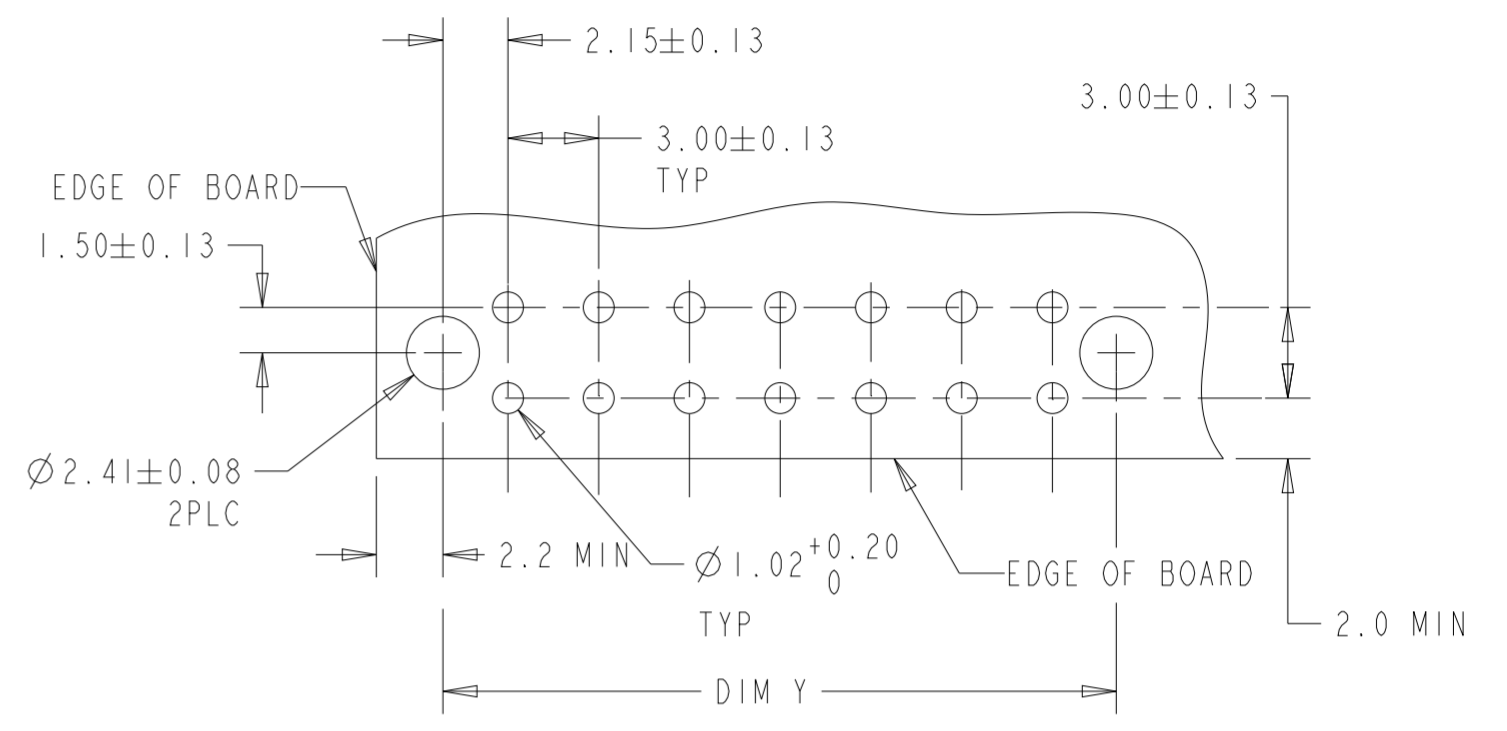 2.15±0.13
3.00±0.13
3.00±0.13
TYP
EDGE OF BOARD
1.50±0.13
Ø2.41±0.08
2PLC
2.2 MIN
Ø1.02+0.20
0
TYP
EDGE OF BOARD
2.0 MIN
DIM Y